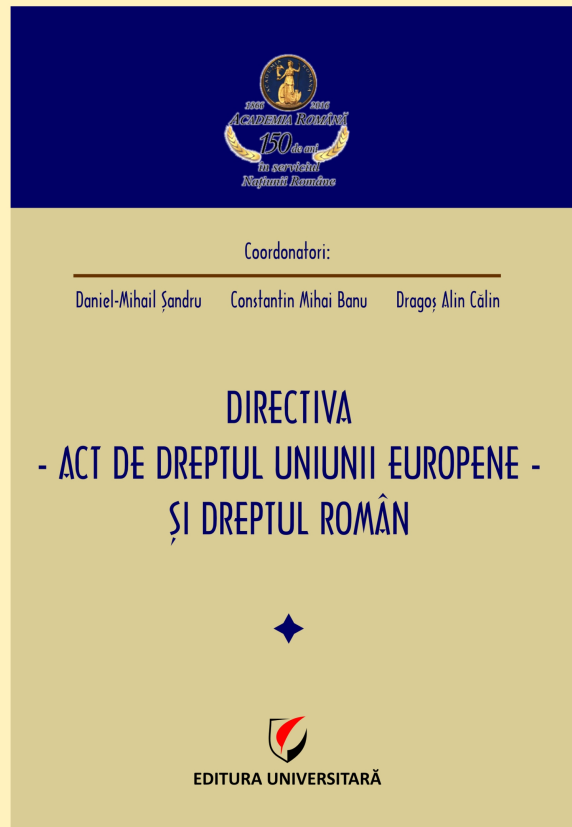 1866 2016
ACADEMIA ROMÂNĂ
150 de ani
în serviciul
Națiunii Române
Coordonatori:
Daniel-Mihail Șandru Constantin Mihai Banu Dragoș Alin Călin
DIRECTIVA
- ACT DE DREPTUL UNIUNII EUROPENE -
ȘI DREPTUL ROMÂN
EDITURA UNIVERSITARĂ